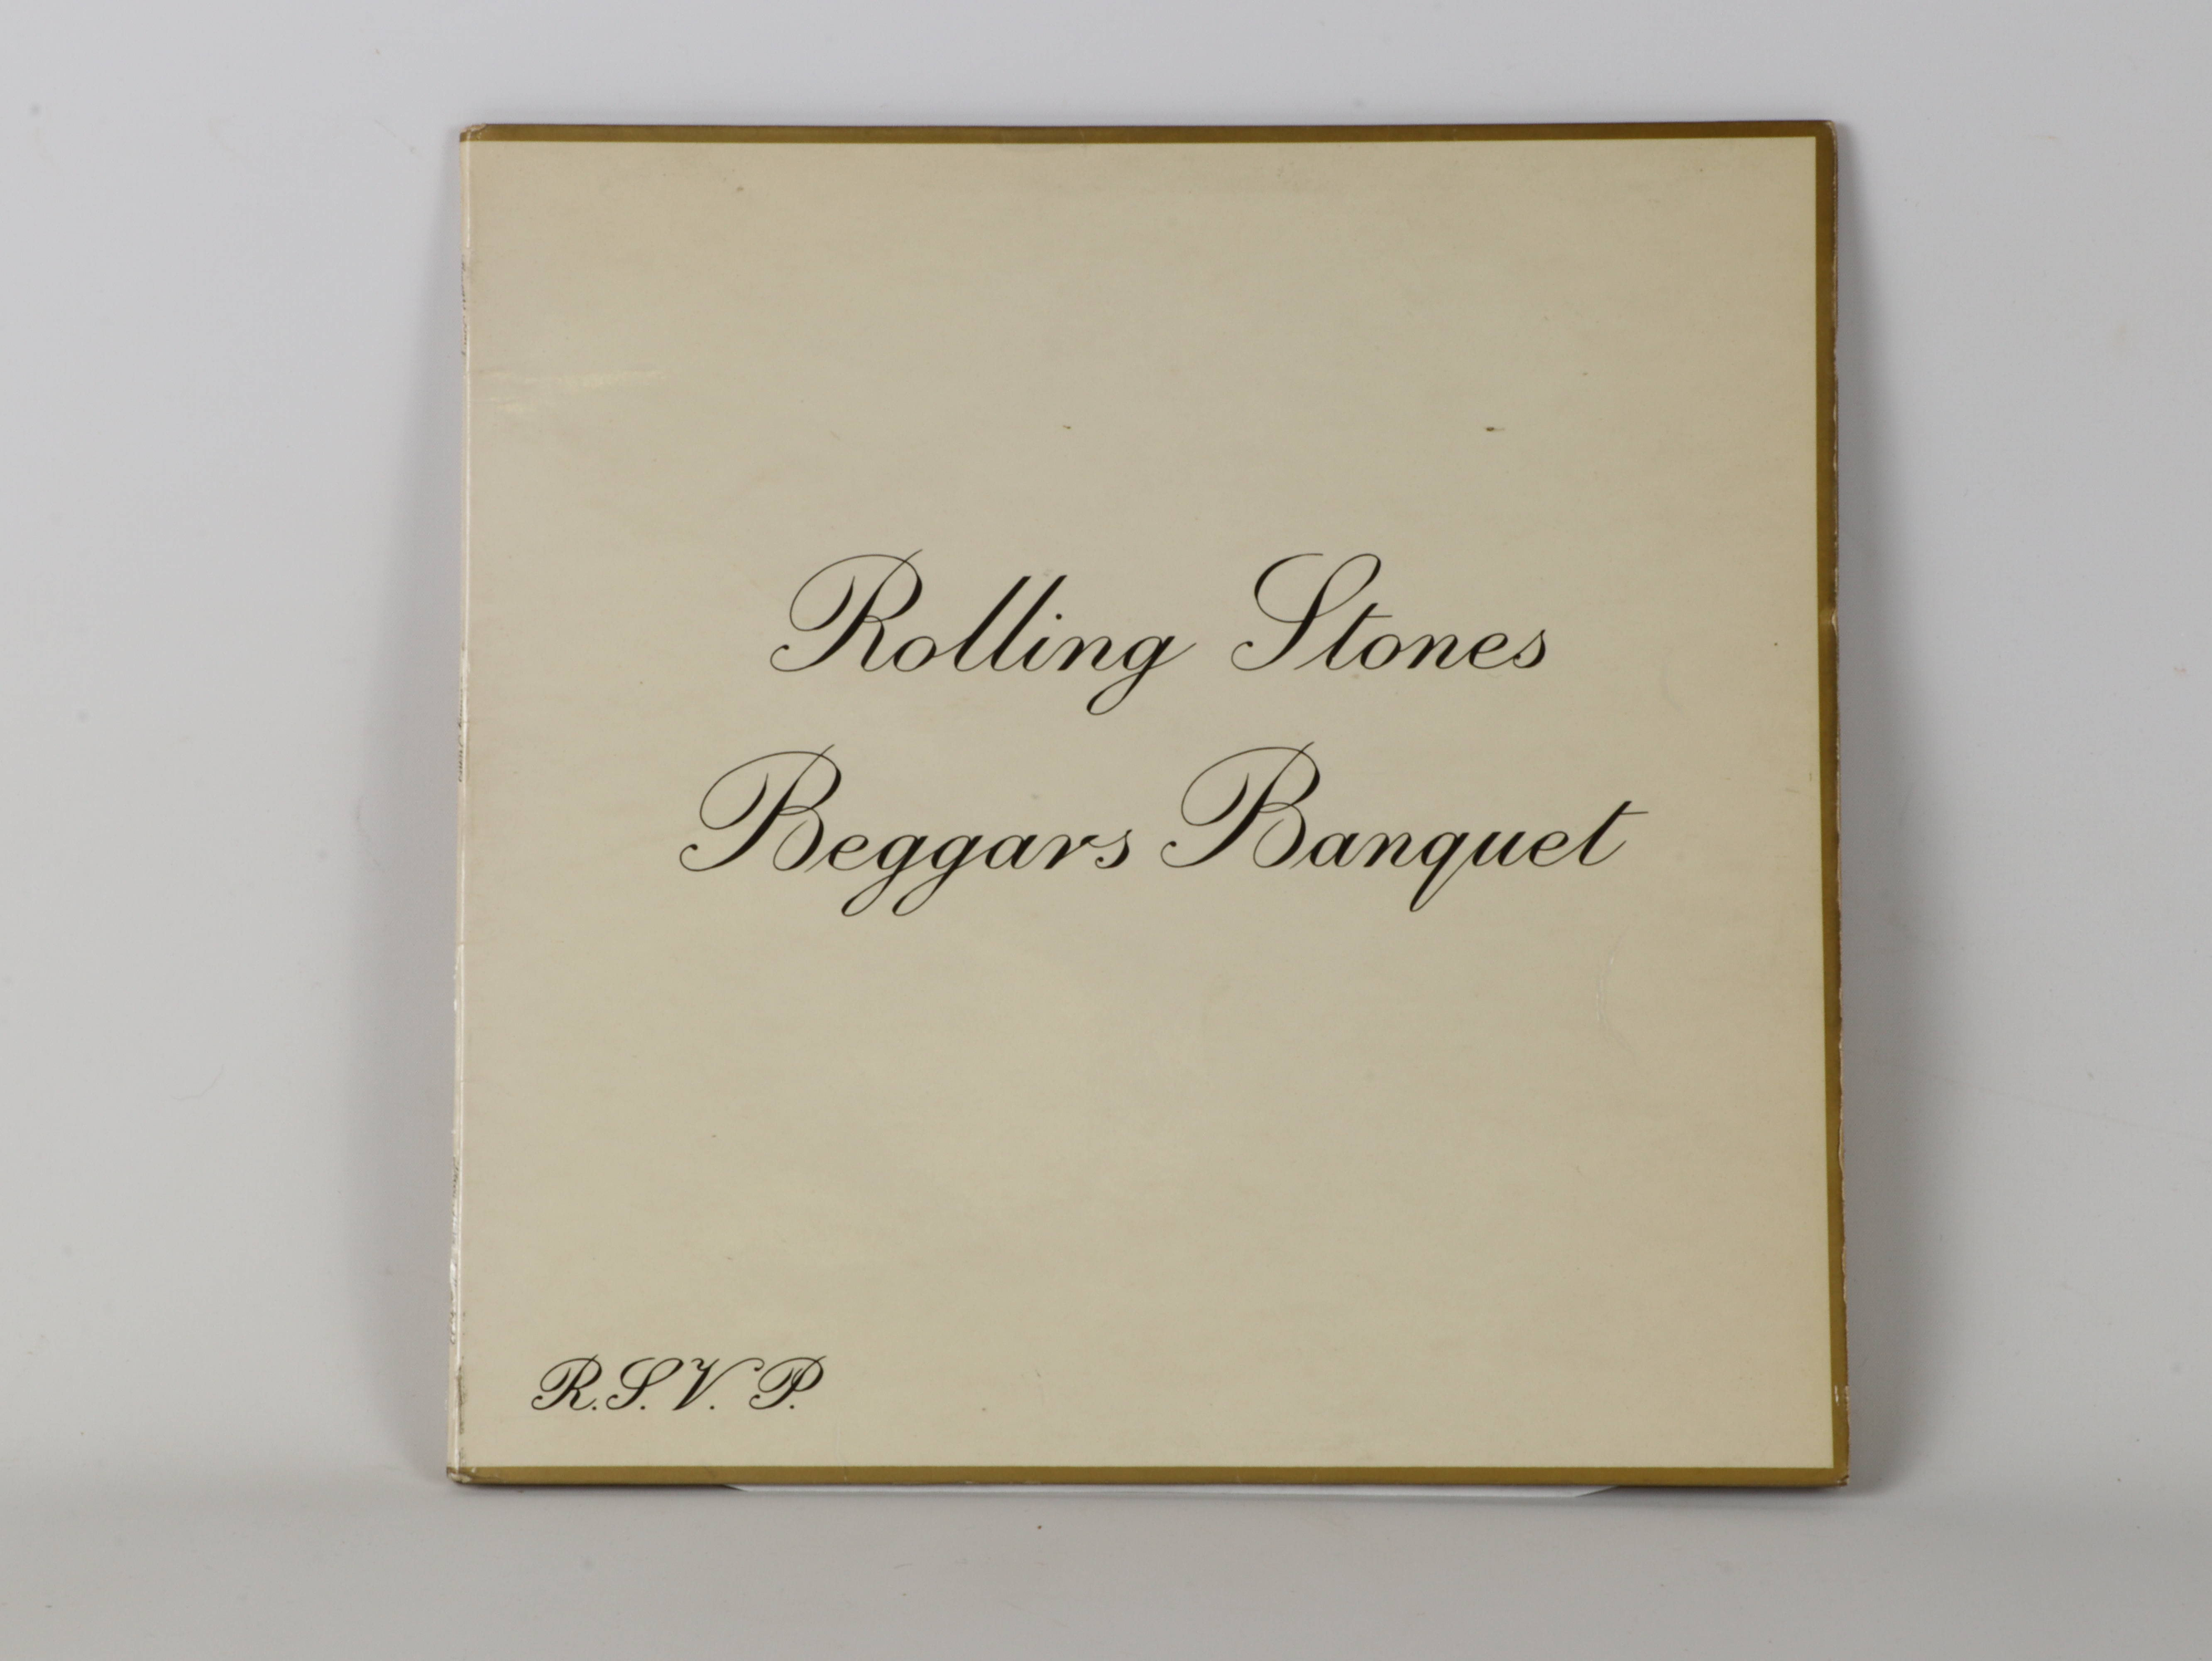 Rolling Stones
Beggars Banquet
R.S.V.P.